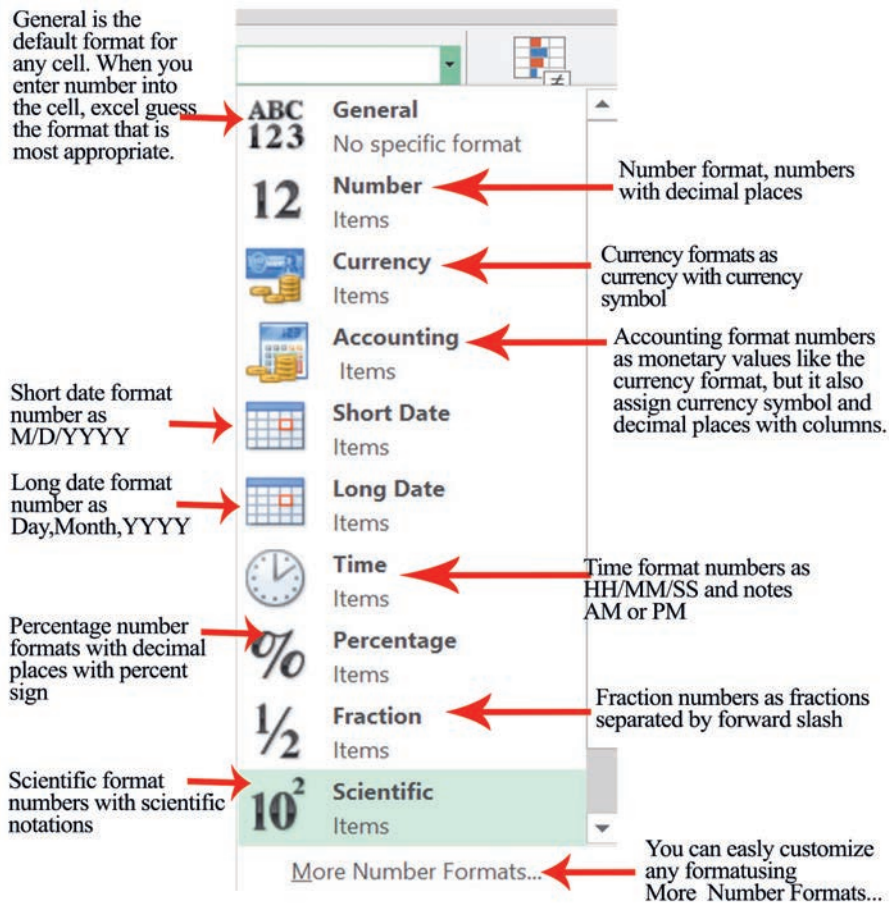 General is the
default format for
any cell. When you
enter number into
the cell, excel guess
the format that is
most appropriate.
ABC
123
General
No specific format
12
Number
Items
Number format, numbers
with decimal places
Currency
Items
Currency formats as
currency with currency
symbol
Accounting
Items
Accounting format numbers
as monetary values like the
currency format, but it also
assign currency symbol and
decimal places with columns.
Short date format
number as
M/D/YYYY
Short Date
Items
Long date format
number as
Day,Month,YYYY
Long Date
Items
Time
Items
Time format numbers as
HH/MM/SS and notes
AM or PM
Percentage number
formats with decimal
places with percent
sign
%
Percentage
Items
1/2
Fraction
Items
Fraction numbers as fractions
separated by forward slash
Scientific format
numbers with scientific
notations
10²
Scientific
Items
More Number Formats...
You can easily customize
any formatusing
More Number Formats...